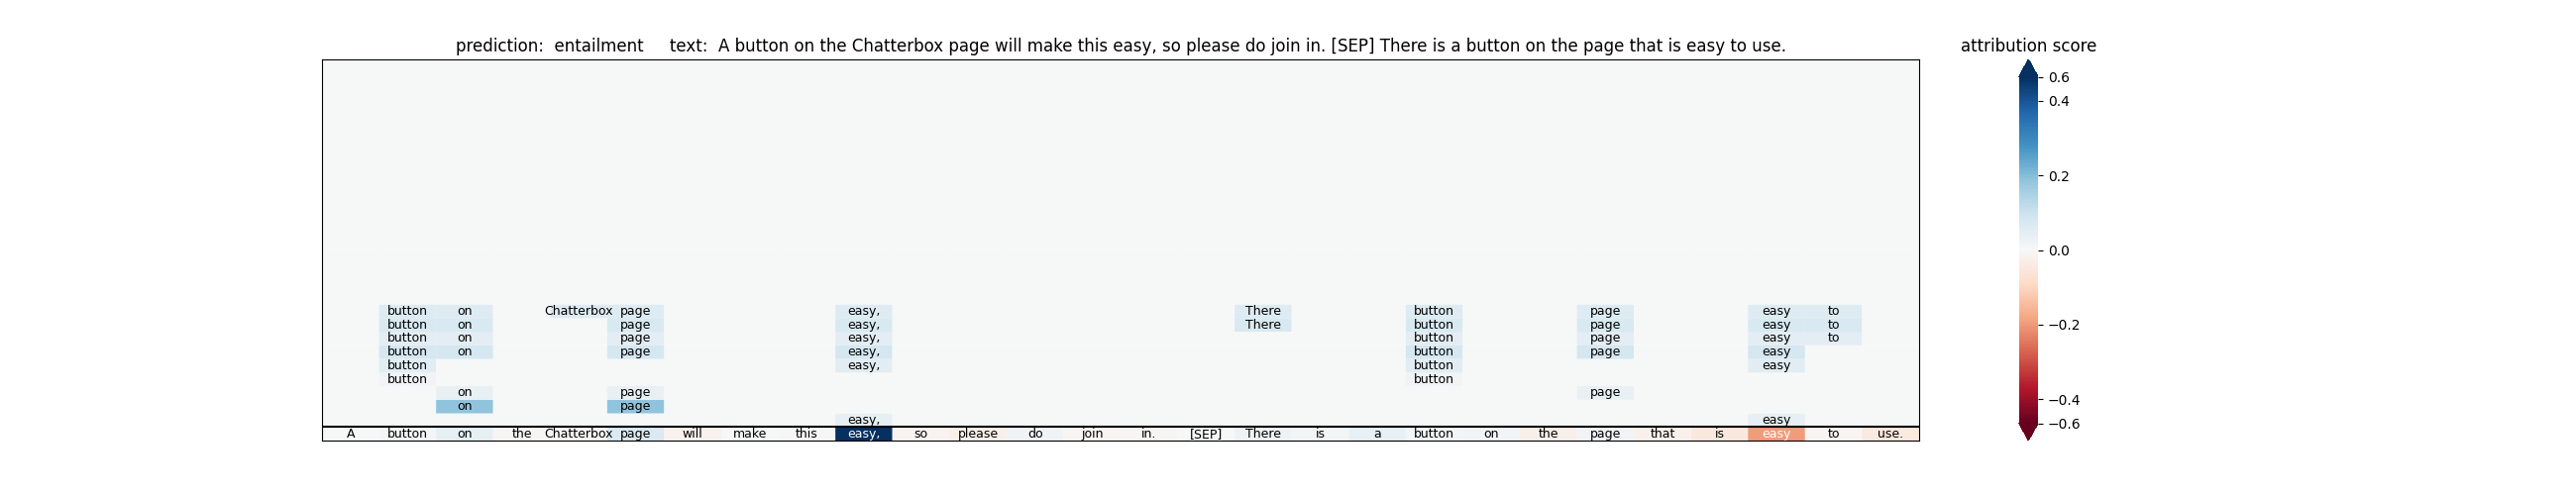 prediction:  entailment     text:  A button on the Chatterbox page will make this easy, so please do join in. [SEP] There is a button on the page that is easy to use.
attribution score
0.6
0.4
0.2
0.0
−0.2
−0.4
−0.6
button on Chatterbox page easy, There button page easy to
button on page easy, There button page easy to
button on page easy, button page easy to
button on page easy, button page easy
button easy, button easy
button button
on page page
on page
easy, easy
A button on the Chatterbox page will make this easy, so please do join in. [SEP] There is a button on the page that is easy to use.